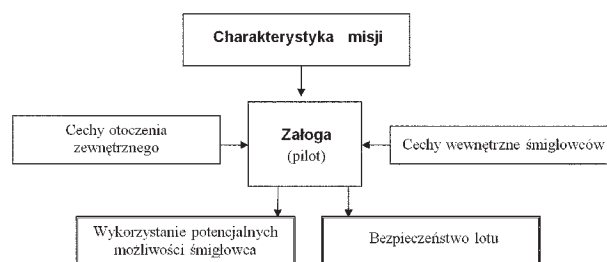 Charakterystyka misji
Cechy otoczenia
zewnętrznego
Załoga
(pilot)
Cechy wewnętrzne śmigłowców
Wykorzystanie potencjalnych
możliwości śmigłowca
Bezpieczeństwo lotu